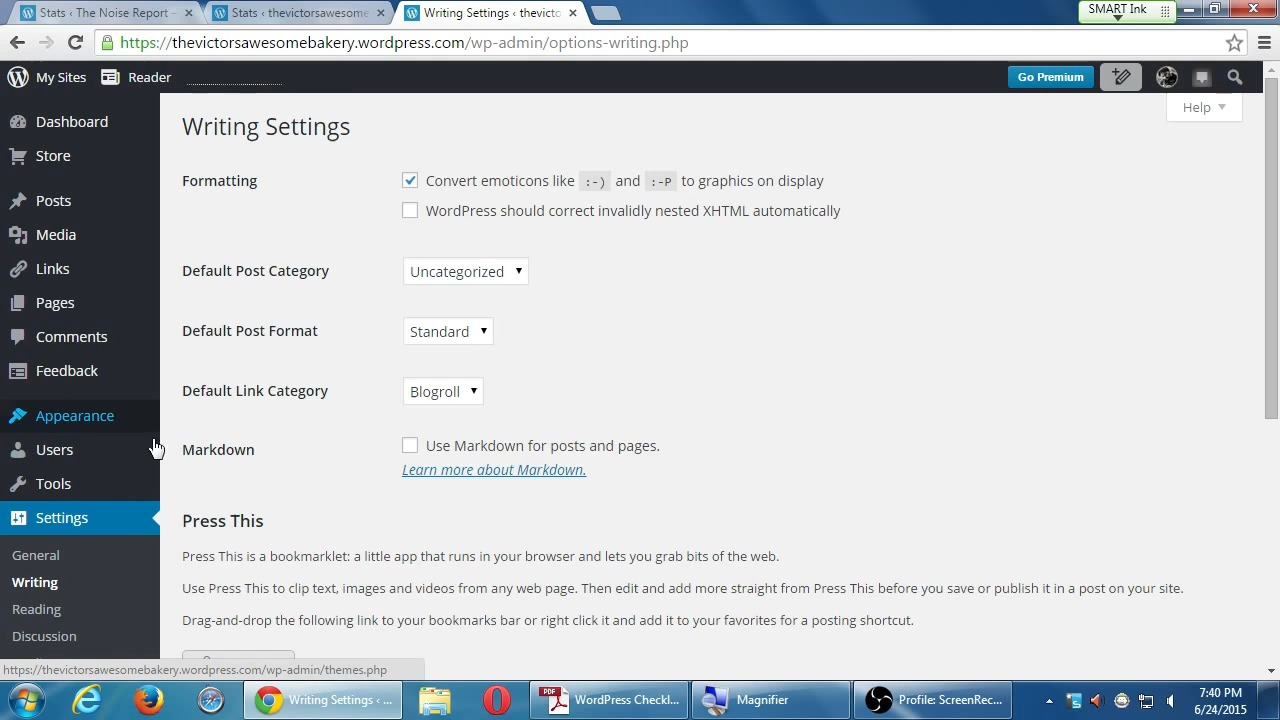 Stats ‹ The Noise Report —
Stats ‹ thevictorsawesome
Writing Settings ‹ thevicto
SMART Ink
https://thevictorsawesomebakery.wordpress.com/wp-admin/options-writing.php
My Sites
Reader
Go Premium
Help
Dashboard
Store
Posts
Media
Links
Pages
Comments
Feedback
Appearance
Users
Tools
Settings
General
Writing
Reading
Discussion
Writing Settings
Formatting
Convert emoticons like :-) and :-P to graphics on display
WordPress should correct invalidly nested XHTML automatically
Default Post Category
Uncategorized
Default Post Format
Standard
Default Link Category
Blogroll
Markdown
Use Markdown for posts and pages.
Learn more about Markdown.
Press This
Press This is a bookmarklet: a little app that runs in your browser and lets you grab bits of the web.
Use Press This to clip text, images and videos from any web page. Then edit and add more straight from Press This before you save or publish it in a post on your site.
Drag-and-drop the following link to your bookmarks bar or right click it and add it to your favorites for a posting shortcut.
https://thevictorsawesomebakery.wordpress.com/wp-admin/themes.php
Writing Settings ‹ ...
PDF
WordPress Checkl...
Magnifier
Profile: ScreenRec...
7:40 PM
6/24/2015